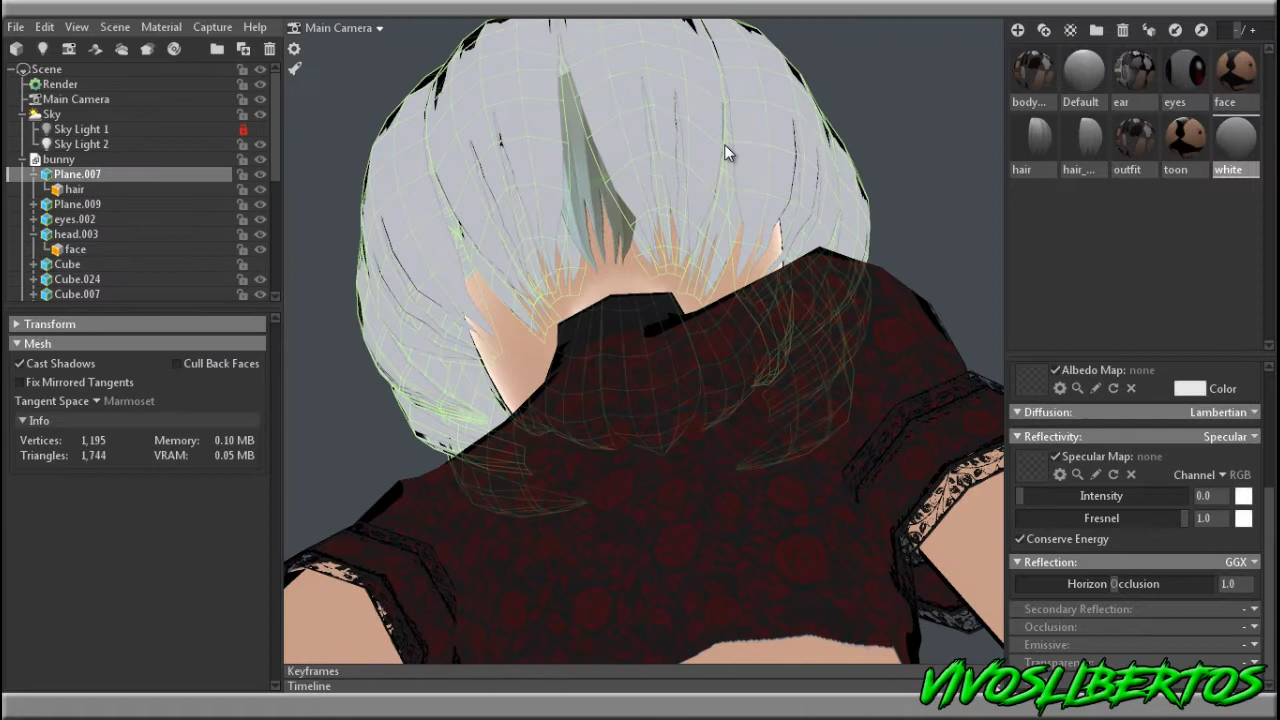 File Edit View Scene Material Capture Help
Main Camera
Scene
Render
Main Camera
Sky
Sky Light 1
Sky Light 2
bunny
Plane.007
hair
Plane.009
eyes.002
head.003
face
Cube
Cube.024
Cube.007
Transform
Mesh
Cast Shadows Cull Back Faces
Fix Mirrored Tangents
Tangent Space Marmoset
Info
Vertices: 1,195 Memory: 0.10 MB
Triangles: 1,744 VRAM: 0.05 MB
Keyframes
Timeline
body... Default ear eyes face
hair hair_... outfit toon white
Albedo Map: none
Color
Diffusion: Lambertian
Reflectivity: Specular
Specular Map: none
Channel RGB
Intensity 0.0
Fresnel 1.0
Conserve Energy
Reflection: GGX
Horizon Occlusion 1.0
Secondary Reflection: -
Occlusion: -
Emissive: -
Transparency: -
VIVOSLIBERTOS